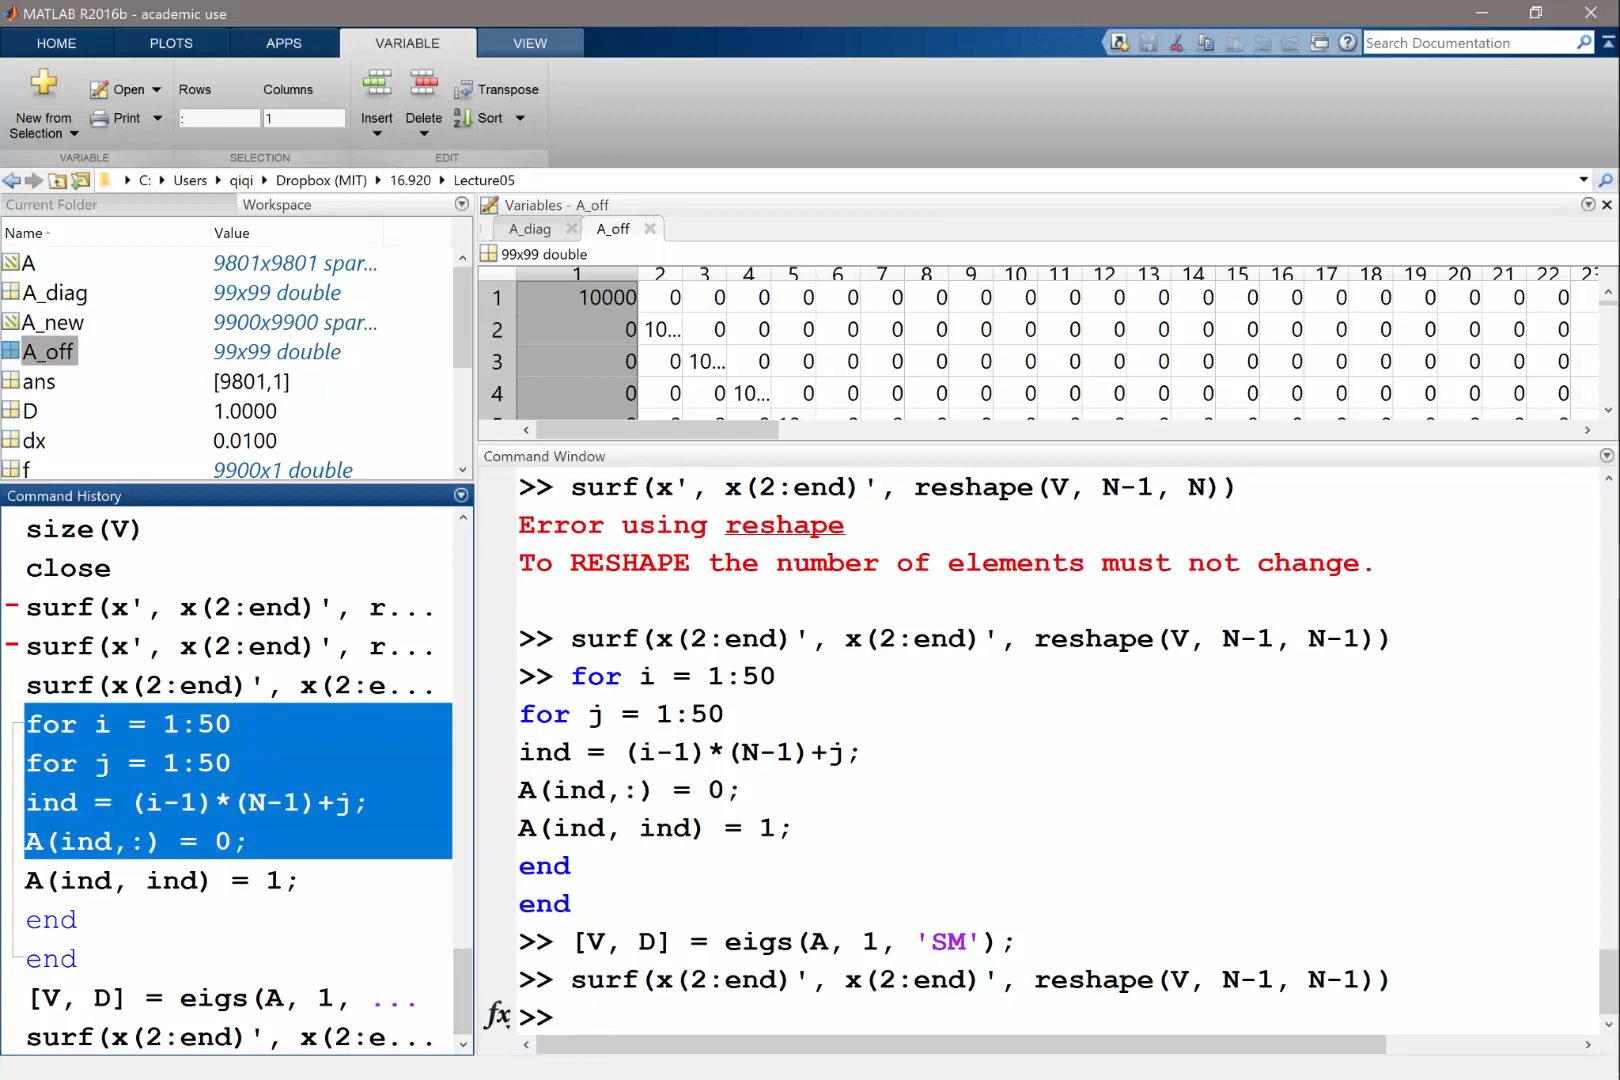 MATLAB R2016b - academic use
HOME PLOTS APPS VARIABLE VIEW Search Documentation
New from Selection Open Print
Rows Columns
: 1
Insert Delete Transpose Sort
VARIABLE SELECTION EDIT
C: Users qiqi Dropbox (MIT) 16.920 Lecture05
Current Folder Workspace
Name Value
A 9801x9801 spar...
A_diag 99x99 double
A_new 9900x9900 spar...
A_off 99x99 double
ans [9801,1]
D 1.0000
dx 0.0100
f 9900x1 double
Variables - A_off
A_diag A_off
99x99 double
1 2 3 4 5 6 7 8 9 10 11 12 13 14 15 16 17 18 19 20 21 22
1 10000 0 0 0 0 0 0 0 0 0 0 0 0 0 0 0 0 0 0 0 0 0
2 0 10... 0 0 0 0 0 0 0 0 0 0 0 0 0 0 0 0 0 0 0 0
3 0 0 10... 0 0 0 0 0 0 0 0 0 0 0 0 0 0 0 0 0 0 0
4 0 0 0 10... 0 0 0 0 0 0 0 0 0 0 0 0 0 0 0 0 0 0
Command History
size(V)
close
surf(x', x(2:end)', r...
surf(x', x(2:end)', r...
surf(x(2:end)', x(2:e...
for i = 1:50
for j = 1:50
ind = (i-1)*(N-1)+j;
A(ind,:) = 0;
A(ind, ind) = 1;
end
end
[V, D] = eigs(A, 1, ...
surf(x(2:end)', x(2:e...
Command Window
>> surf(x', x(2:end)', reshape(V, N-1, N))
Error using reshape
To RESHAPE the number of elements must not change.
>> surf(x(2:end)', x(2:end)', reshape(V, N-1, N-1))
>> for i = 1:50
for j = 1:50
ind = (i-1)*(N-1)+j;
A(ind,:) = 0;
A(ind, ind) = 1;
end
end
>> [V, D] = eigs(A, 1, 'SM');
>> surf(x(2:end)', x(2:end)', reshape(V, N-1, N-1))
fx >>